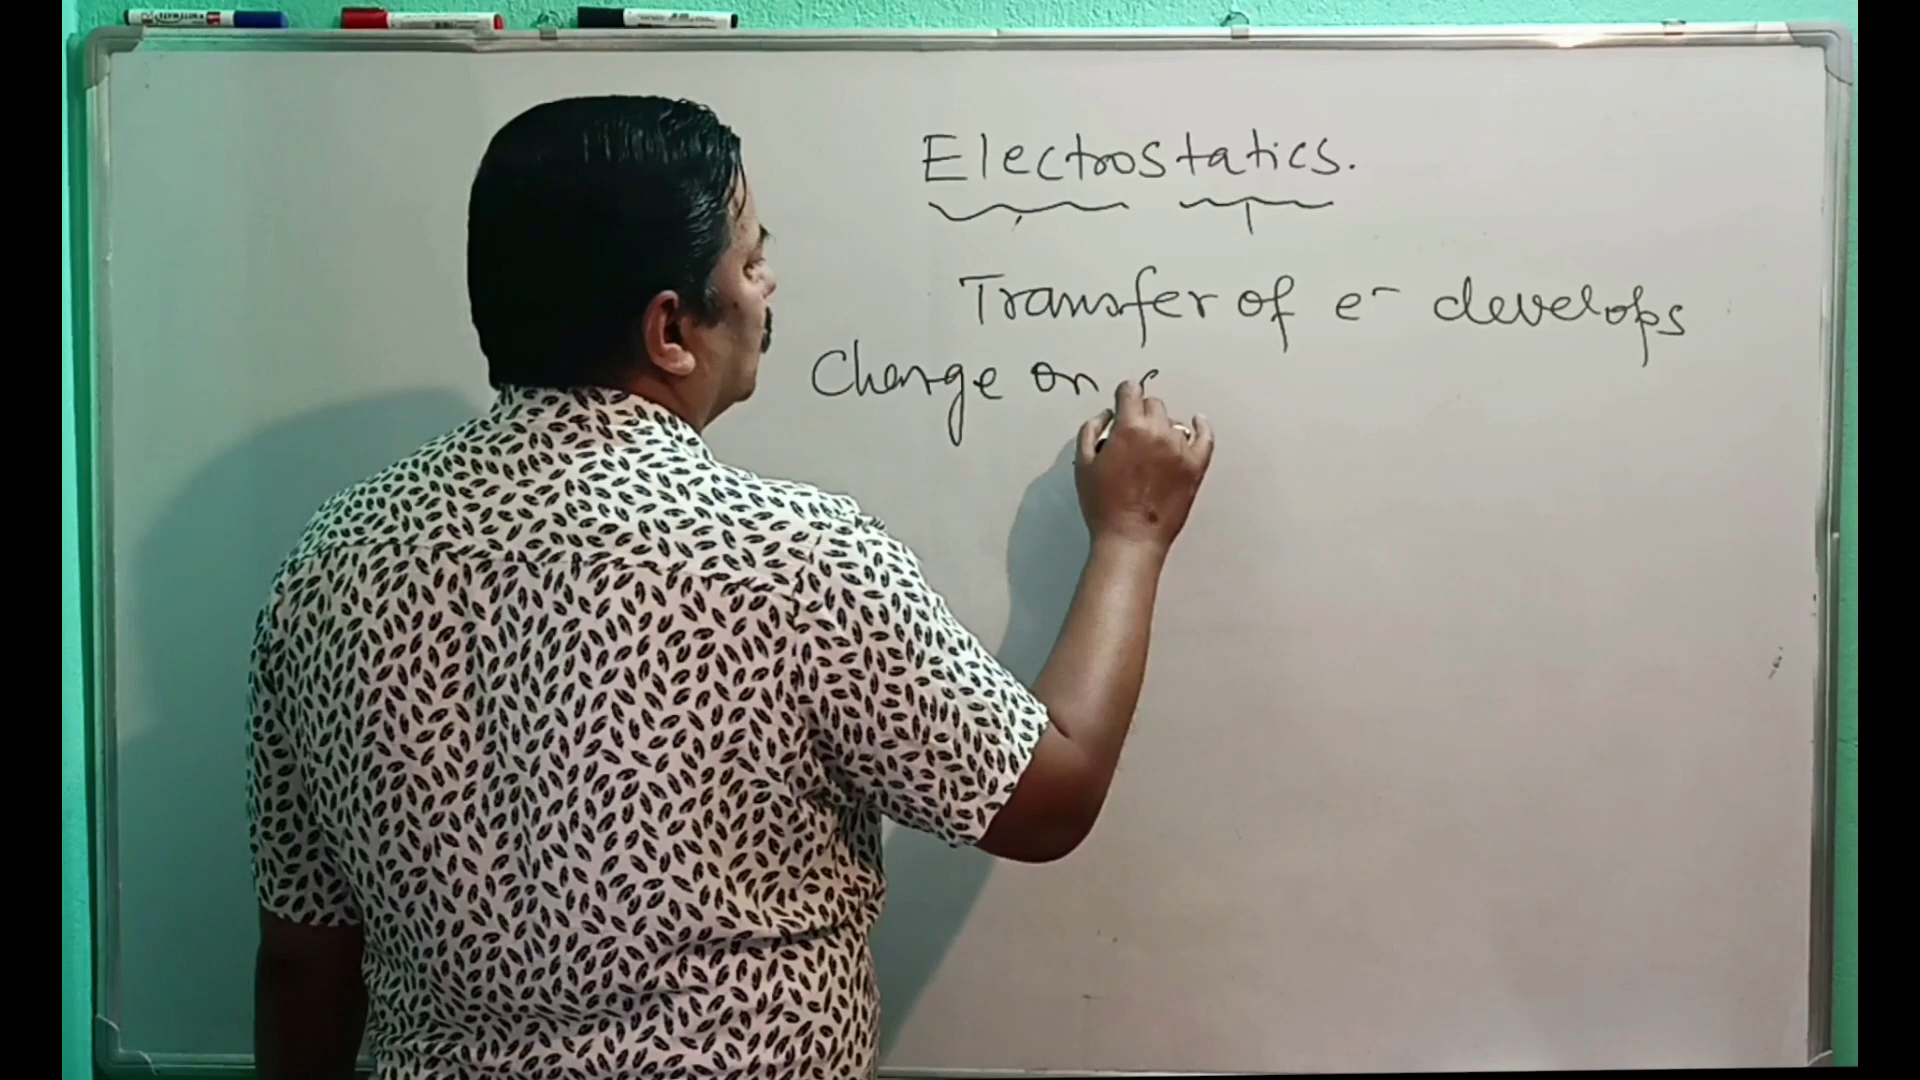 Electrostatics.
Transfer of e⁻ develops
Charge on